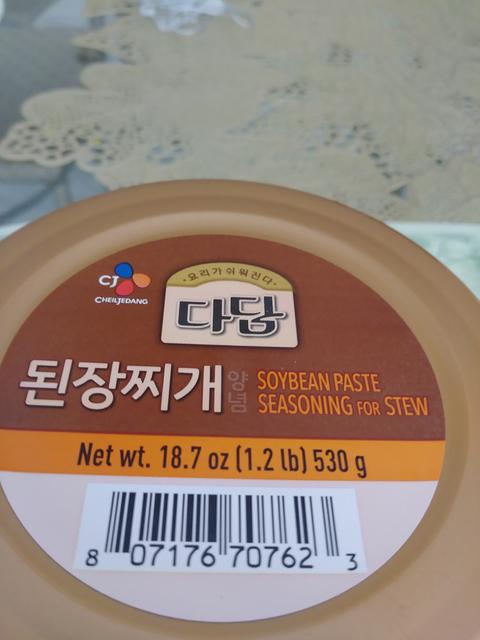 CJ
CHEILJEDANG
·요리가 쉬워진다·
다담
된장찌개 양념
SOYBEAN PASTE
SEASONING FOR STEW
Net wt. 18.7 oz (1.2 lb) 530 g
8 07176 70762 3